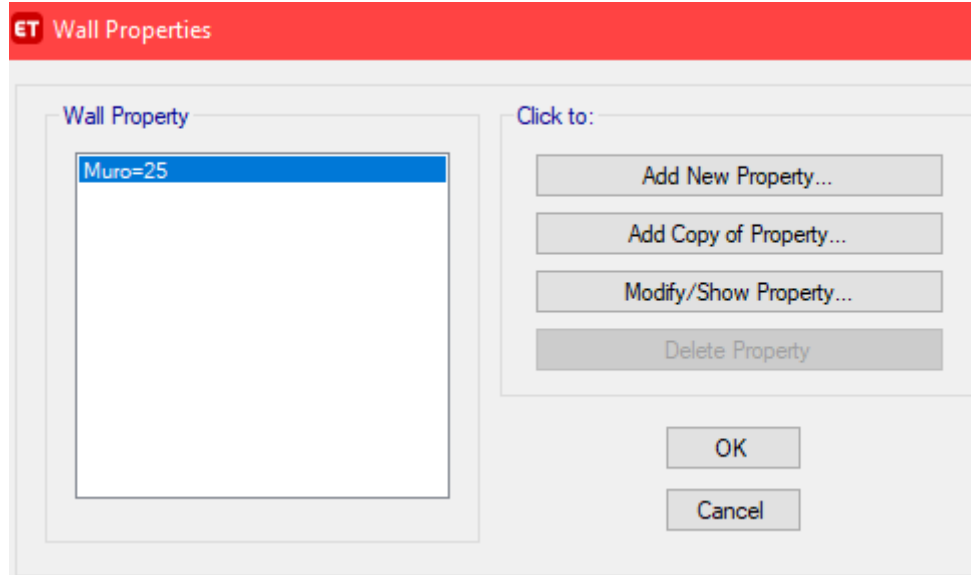 ET Wall Properties
Wall Property
Muro=25
Click to:
Add New Property...
Add Copy of Property...
Modify/Show Property...
Delete Property
OK
Cancel